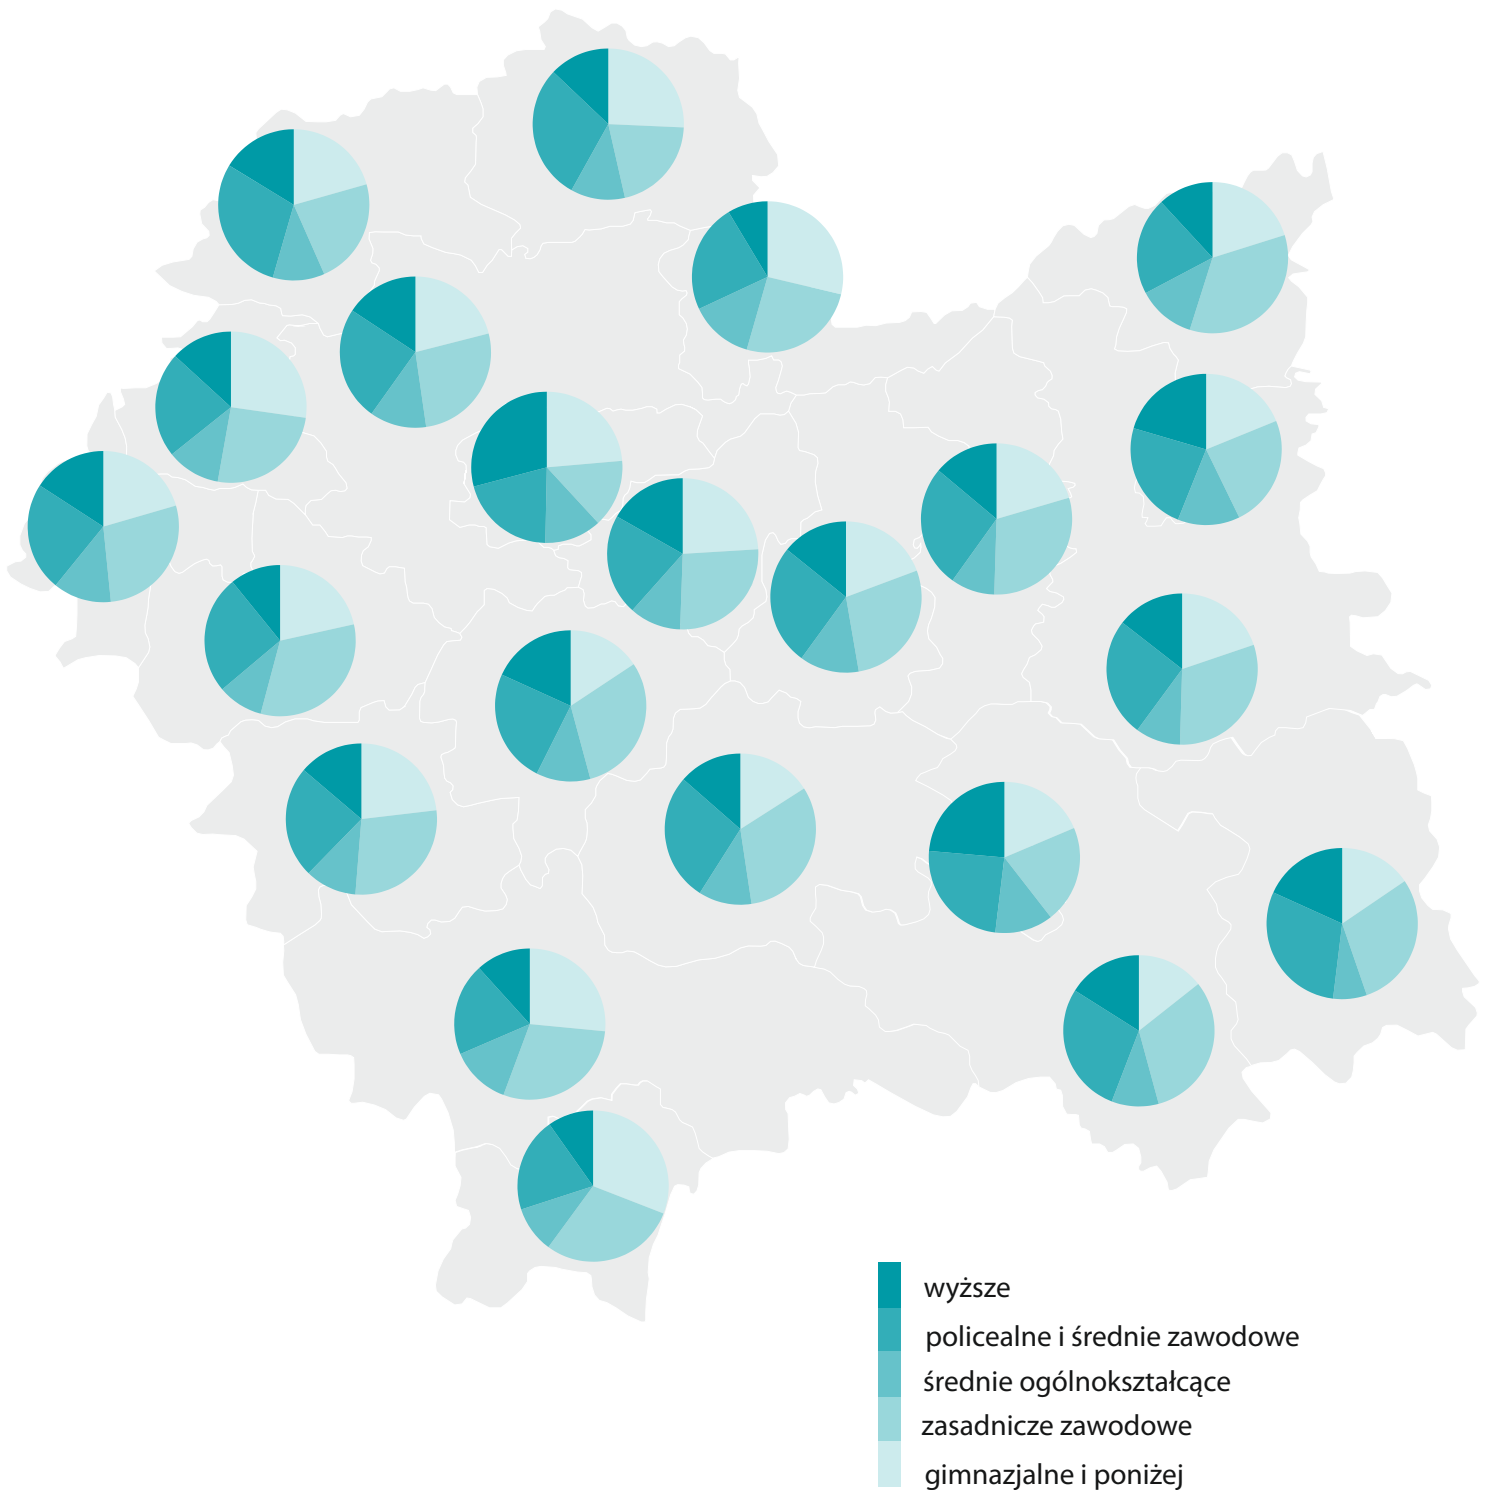 wyższe
policealne i średnie zawodowe
średnie ogólnokształcące
zasadnicze zawodowe
gimnazjalne i poniżej